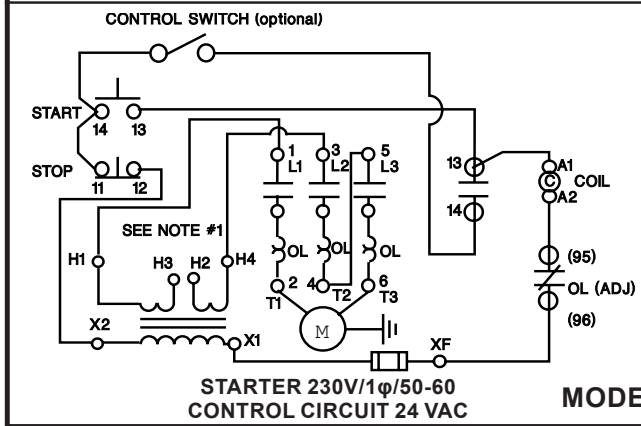 CONTROL SWITCH (optional)
START
14 13
STOP
11 12
1 3 5
L1 L2 L3
13
14
A1
C COIL
A2
SEE NOTE #1
H1 H3 H2 H4
OL OL OL
2 4 6
T1 T2 T3
(95)
OL (ADJ)
(96)
M
X2 X1
XF
STARTER 230V/1φ/50-60
CONTROL CIRCUIT 24 VAC
MODE